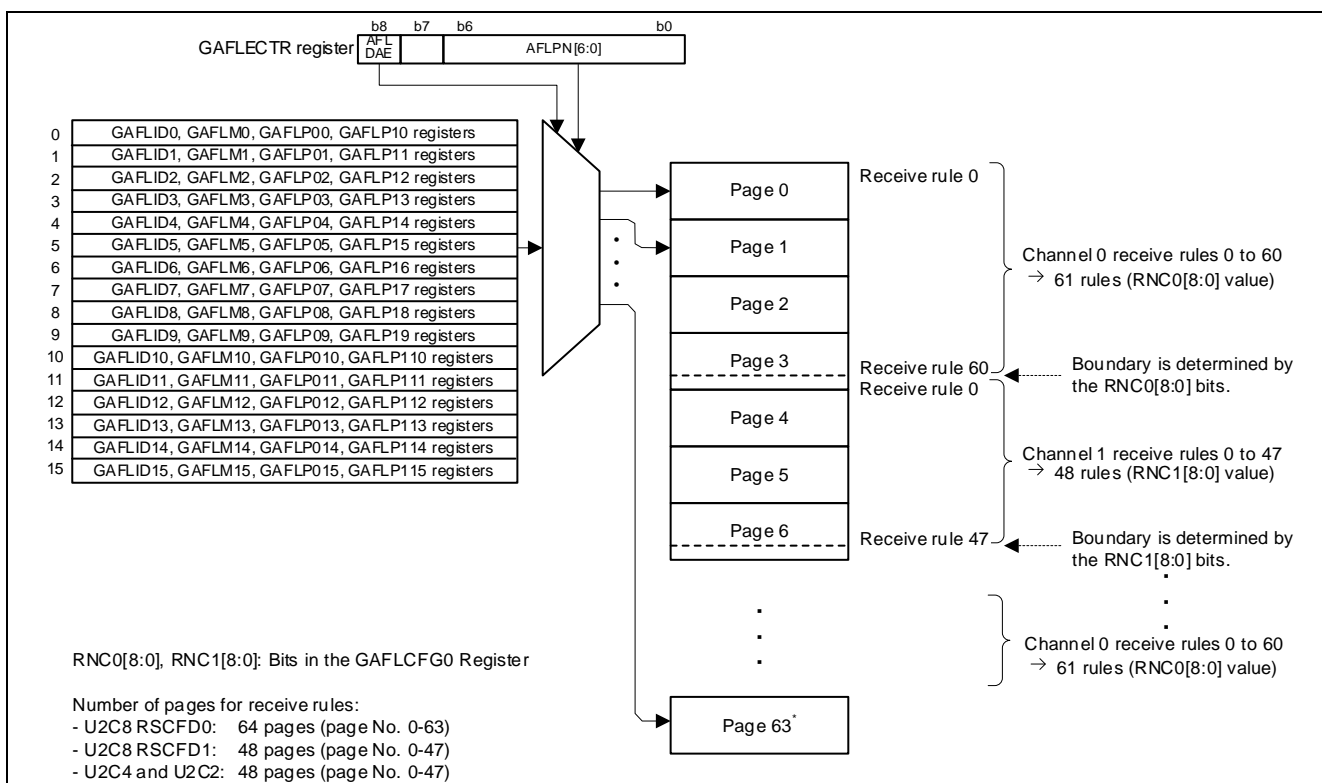 b8 b7 b6 b0
GAFLECTR register
AFL
DAE
AFLPN[6:0]
0 GAFLID0, GAFLM0, GAFLP00, GAFLP10 registers
1 GAFLID1, GAFLM1, GAFLP01, GAFLP11 registers
2 GAFLID2, GAFLM2, GAFLP02, GAFLP12 registers
3 GAFLID3, GAFLM3, GAFLP03, GAFLP13 registers
4 GAFLID4, GAFLM4, GAFLP04, GAFLP14 registers
5 GAFLID5, GAFLM5, GAFLP05, GAFLP15 registers
6 GAFLID6, GAFLM6, GAFLP06, GAFLP16 registers
7 GAFLID7, GAFLM7, GAFLP07, GAFLP17 registers
8 GAFLID8, GAFLM8, GAFLP08, GAFLP18 registers
9 GAFLID9, GAFLM9, GAFLP09, GAFLP19 registers
10 GAFLID10, GAFLM10, GAFLP010, GAFLP110 registers
11 GAFLID11, GAFLM11, GAFLP011, GAFLP111 registers
12 GAFLID12, GAFLM12, GAFLP012, GAFLP112 registers
13 GAFLID13, GAFLM13, GAFLP013, GAFLP113 registers
14 GAFLID14, GAFLM14, GAFLP014, GAFLP114 registers
15 GAFLID15, GAFLM15, GAFLP015, GAFLP115 registers
Page 0
Page 1
Page 2
Page 3
Page 4
Page 5
Page 6
Page 63*
Receive rule 0
Receive rule 60
Receive rule 0
Receive rule 47
Channel 0 receive rules 0 to 60
→ 61 rules (RNC0[8:0] value)
Boundary is determined by
the RNC0[8:0] bits.
Channel 1 receive rules 0 to 47
→ 48 rules (RNC1[8:0] value)
Boundary is determined by
the RNC1[8:0] bits.
Channel 0 receive rules 0 to 60
→ 61 rules (RNC0[8:0] value)
RNC0[8:0], RNC1[8:0]: Bits in the GAFLCFG0 Register
Number of pages for receive rules:
- U2C8 RSCFD0: 64 pages (page No. 0-63)
- U2C8 RSCFD1: 48 pages (page No. 0-47)
- U2C4 and U2C2: 48 pages (page No. 0-47)